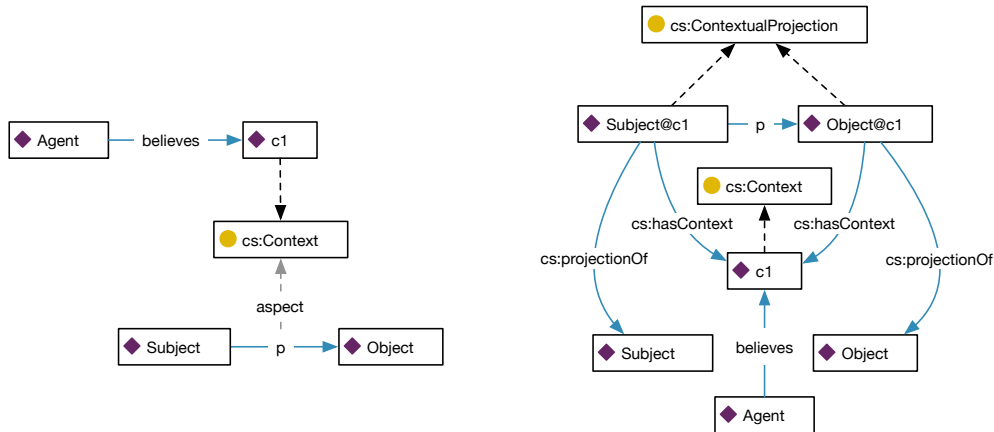 Agent
believes
c1
cs:Context
aspect
Subject
p
Object
cs:ContextualProjection
Subject@c1
p
Object@c1
cs:Context
cs:hasContext
cs:hasContext
cs:projectionOf
cs:projectionOf
c1
Subject
believes
Object
Agent